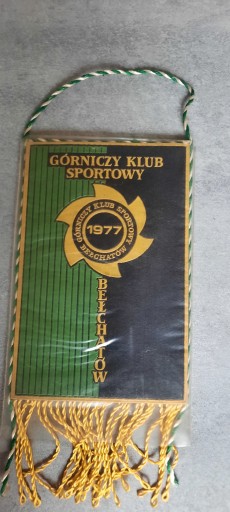 GÓRNICZY KLUB
SPORTOWY
GÓRNICZY KLUB SPORTOWY
1977
BEŁCHATÓW
BEŁCHATÓW